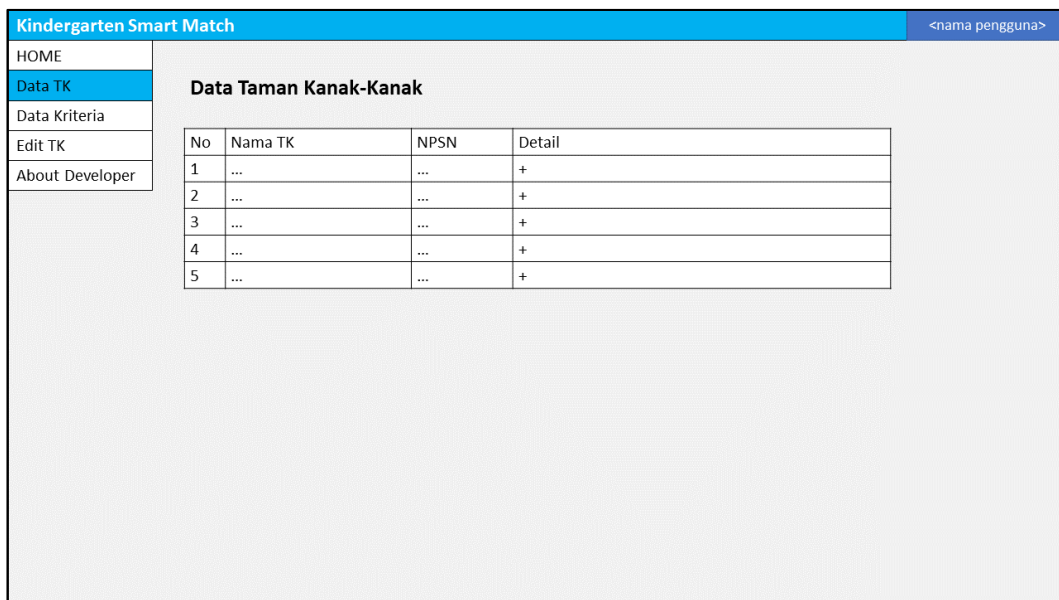 Kindergarten Smart Match <nama pengguna>
HOME
Data TK
Data Kriteria
Edit TK
About Developer
Data Taman Kanak-Kanak
No Nama TK NPSN Detail
1 ... ... +
2 ... ... +
3 ... ... +
4 ... ... +
5 ... ... +